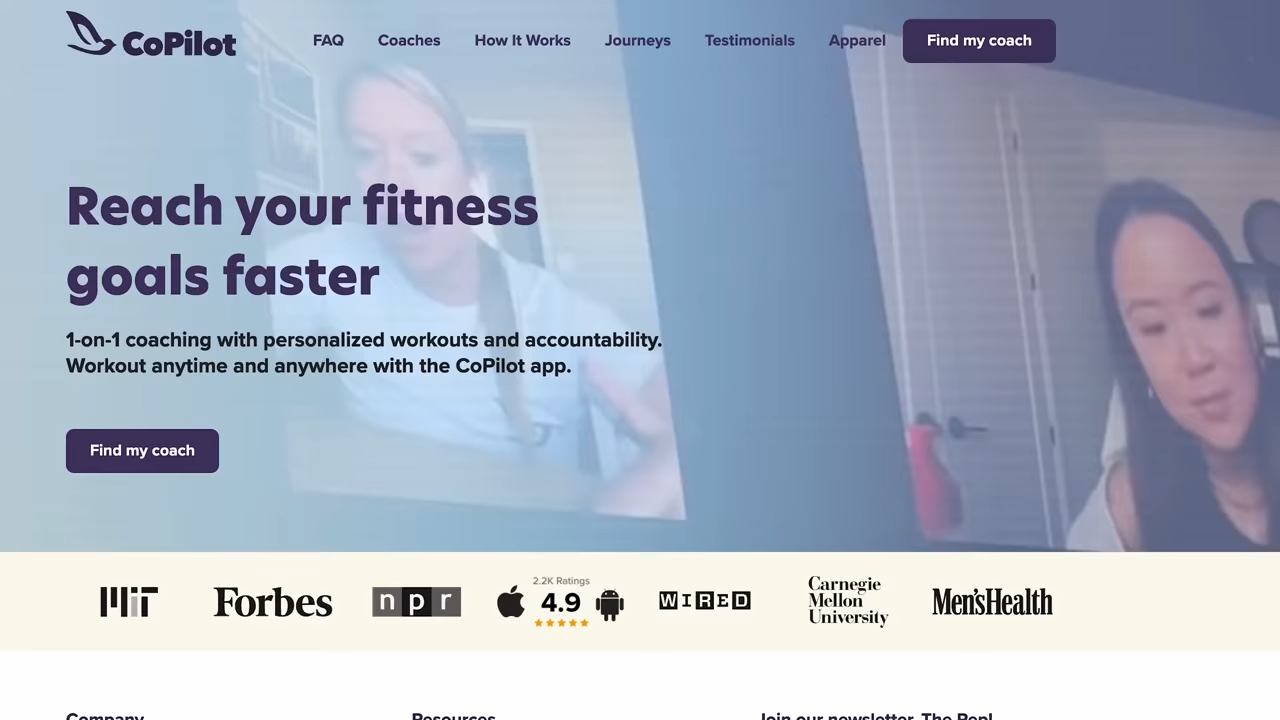 CoPilot
FAQ
Coaches
How It Works
Journeys
Testimonials
Apparel
Find my coach
Reach your fitness
goals faster
1-on-1 coaching with personalized workouts and accountability.
Workout anytime and anywhere with the CoPilot app.
Find my coach
MIT
Forbes
npr
2.2K Ratings
4.9
WIRED
Carnegie
Mellon
University
Men'sHealth
Company
Resources
Join our newsletter, The Rep!